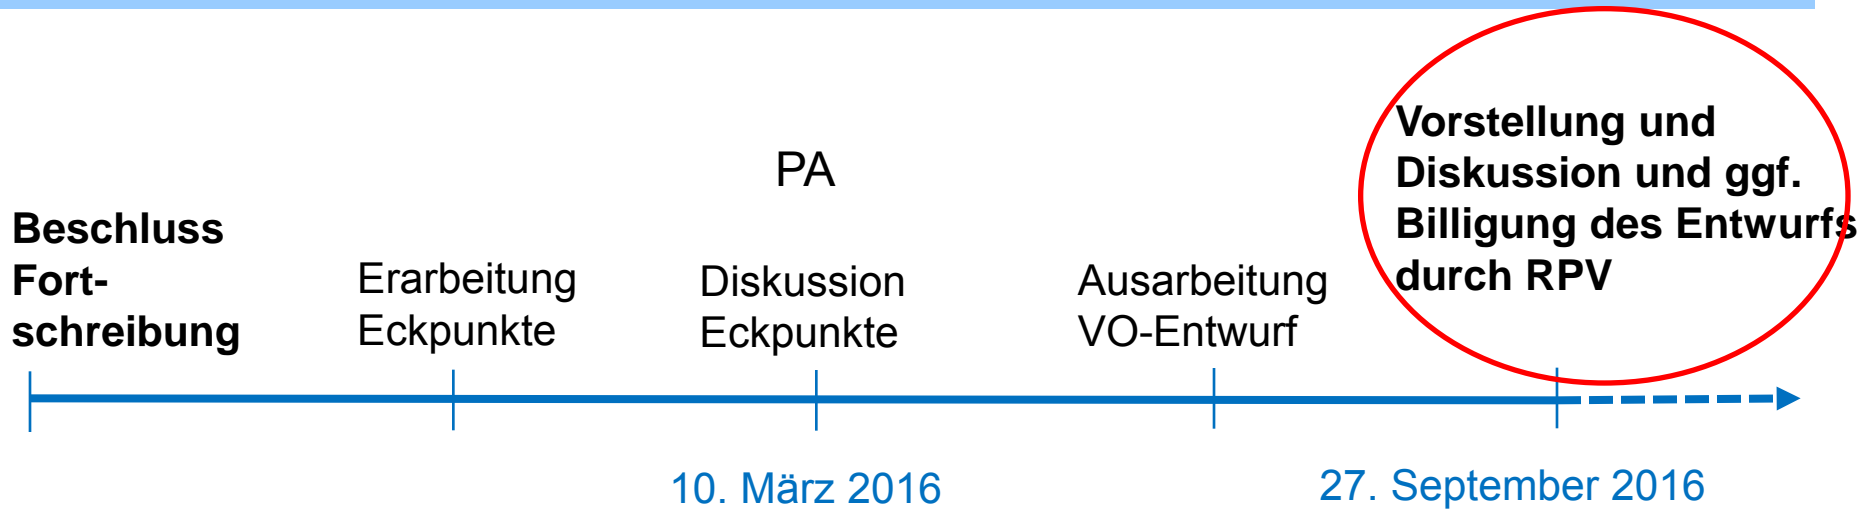 Beschluss
Fort-
schreibung
Erarbeitung
Eckpunkte
PA
Diskussion
Eckpunkte
Ausarbeitung
VO-Entwurf
Vorstellung und
Diskussion und ggf.
Billigung des Entwurfs
durch RPV
10. März 2016
27. September 2016